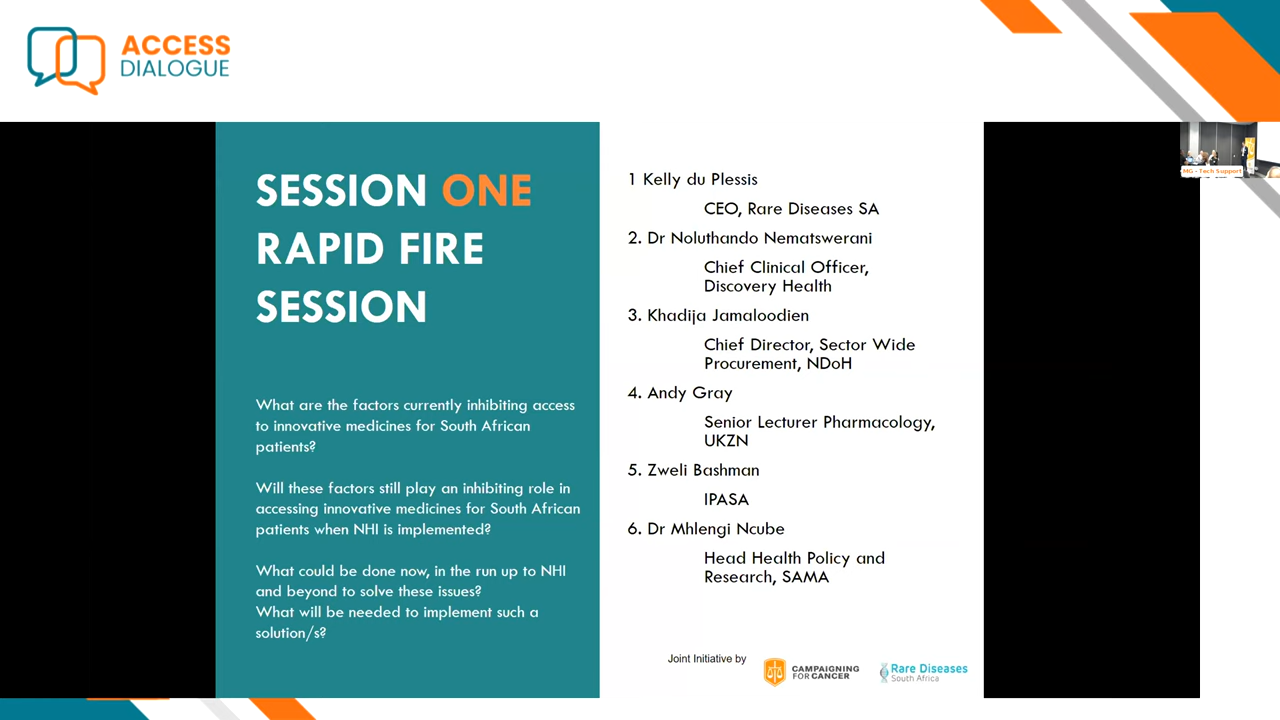 ACCESS
DIALOGUE
MG - Tech Support
SESSION ONE
RAPID FIRE
SESSION
What are the factors currently inhibiting access
to innovative medicines for South African
patients?
Will these factors still play an inhibiting role in
accessing innovative medicines for South African
patients when NHI is implemented?
What could be done now, in the run up to NHI
and beyond to solve these issues?
What will be needed to implement such a
solution/s?
1 Kelly du Plessis
CEO, Rare Diseases SA
2. Dr Noluthando Nematswerani
Chief Clinical Officer,
Discovery Health
3. Khadija Jamaloodien
Chief Director, Sector Wide
Procurement, NDoH
4. Andy Gray
Senior Lecturer Pharmacology,
UKZN
5. Zweli Bashman
IPASA
6. Dr Mhlengi Ncube
Head Health Policy and
Research, SAMA
Joint Initiative by
CAMPAIGNING
FOR CANCER
Rare Diseases
South Africa